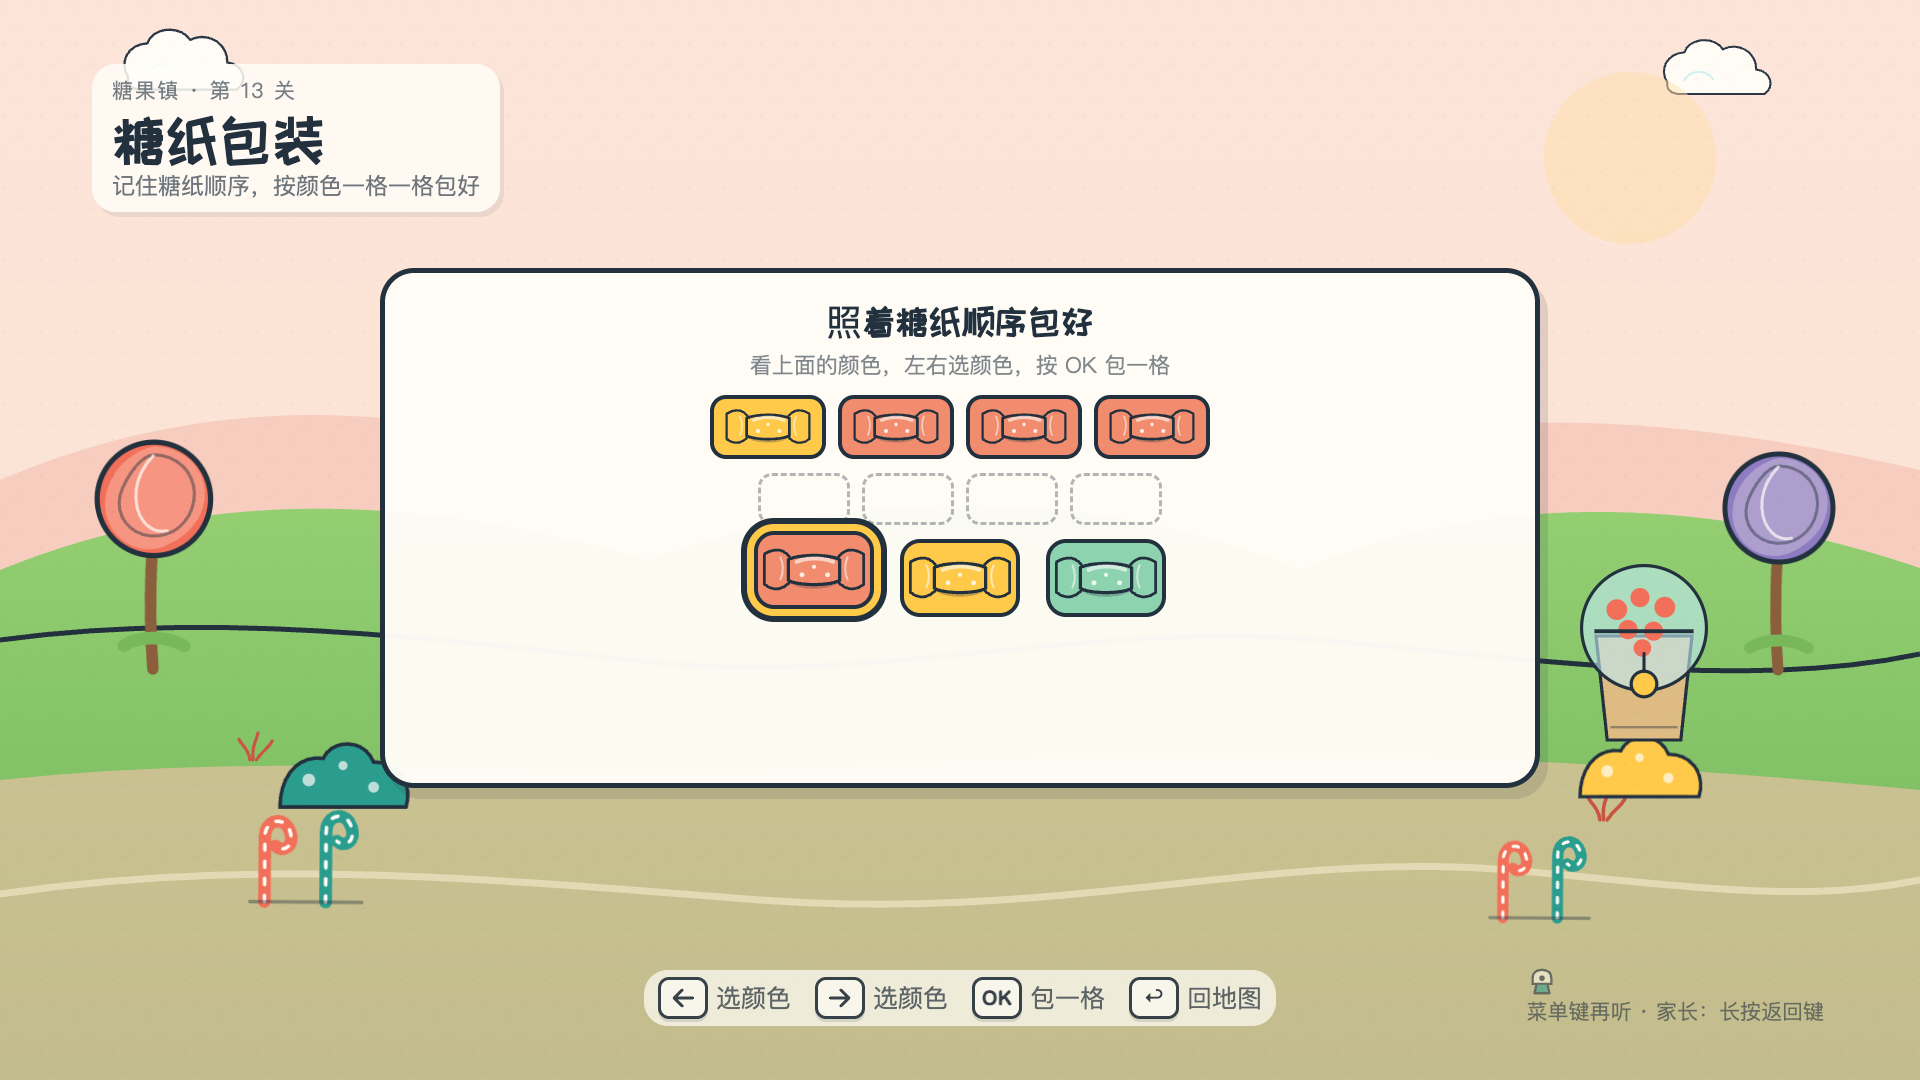 糖果镇 · 第 13 关
糖纸包装
记住糖纸顺序，按颜色一格一格包好
照着糖纸顺序包好
看上面的颜色，左右选颜色，按 OK 包一格
← 选颜色 → 选颜色 OK 包一格 ↩ 回地图
菜单键再听 · 家长：长按返回键